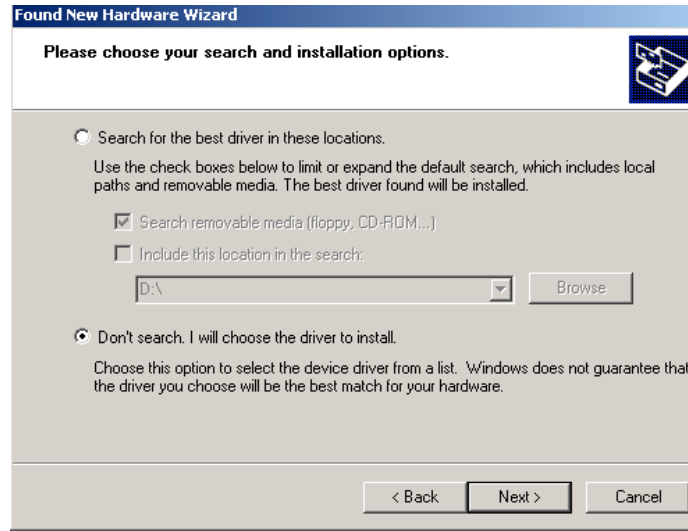 Found New Hardware Wizard
Please choose your search and installation options.
Search for the best driver in these locations.
Use the check boxes below to limit or expand the default search, which includes local
paths and removable media. The best driver found will be installed.
Search removable media (floppy, CD-ROM...)
Include this location in the search:
D:\
Browse
Don't search. I will choose the driver to install.
Choose this option to select the device driver from a list. Windows does not guarantee that
the driver you choose will be the best match for your hardware.
< Back
Next >
Cancel